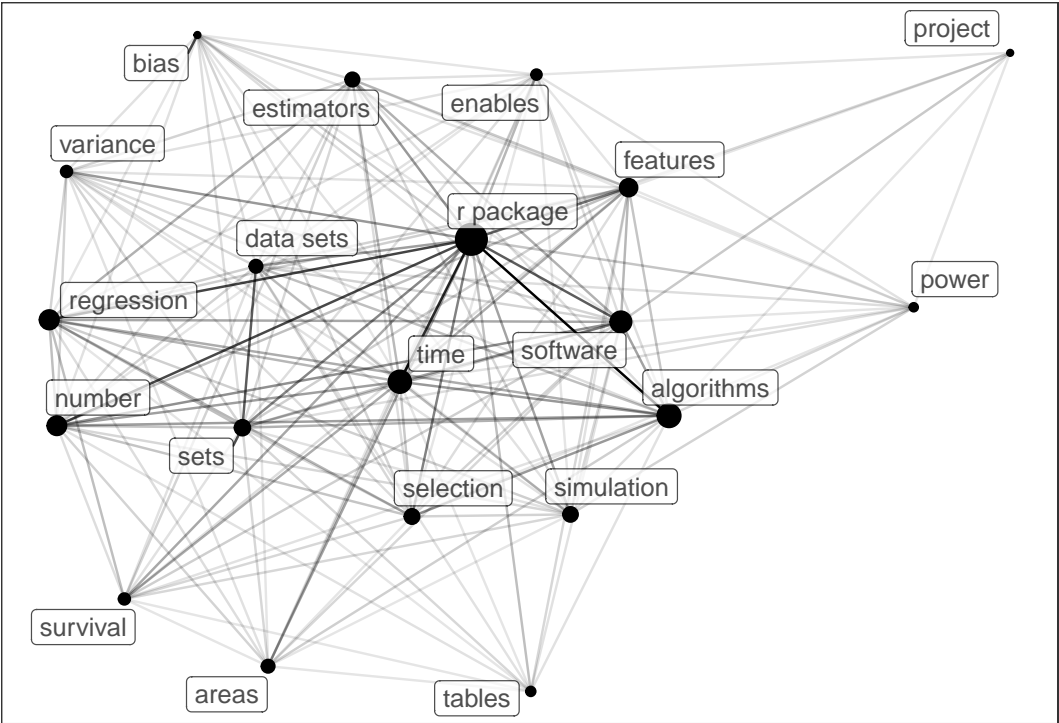 project
bias
estimators
enables
variance
features
r package
data sets
power
regression
time
software
algorithms
number
sets
selection
simulation
survival
areas
tables